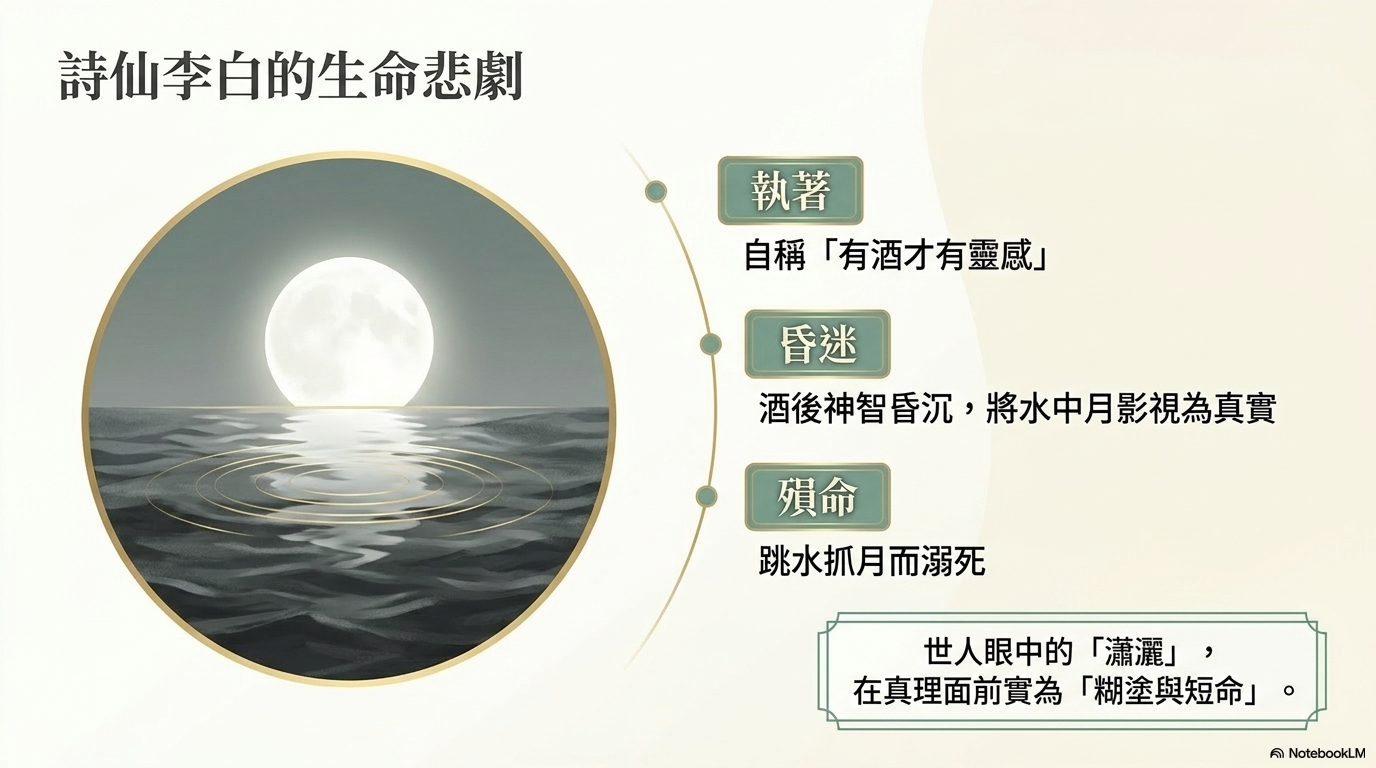 詩仙李白的生命悲劇
執著
自稱「有酒才有靈感」
昏迷
酒後神智昏沉，將水中月影視為真實
殞命
跳水抓月而溺死
世人眼中的「瀟灑」，
在真理面前實為「糊塗與短命」。
NotebookLM